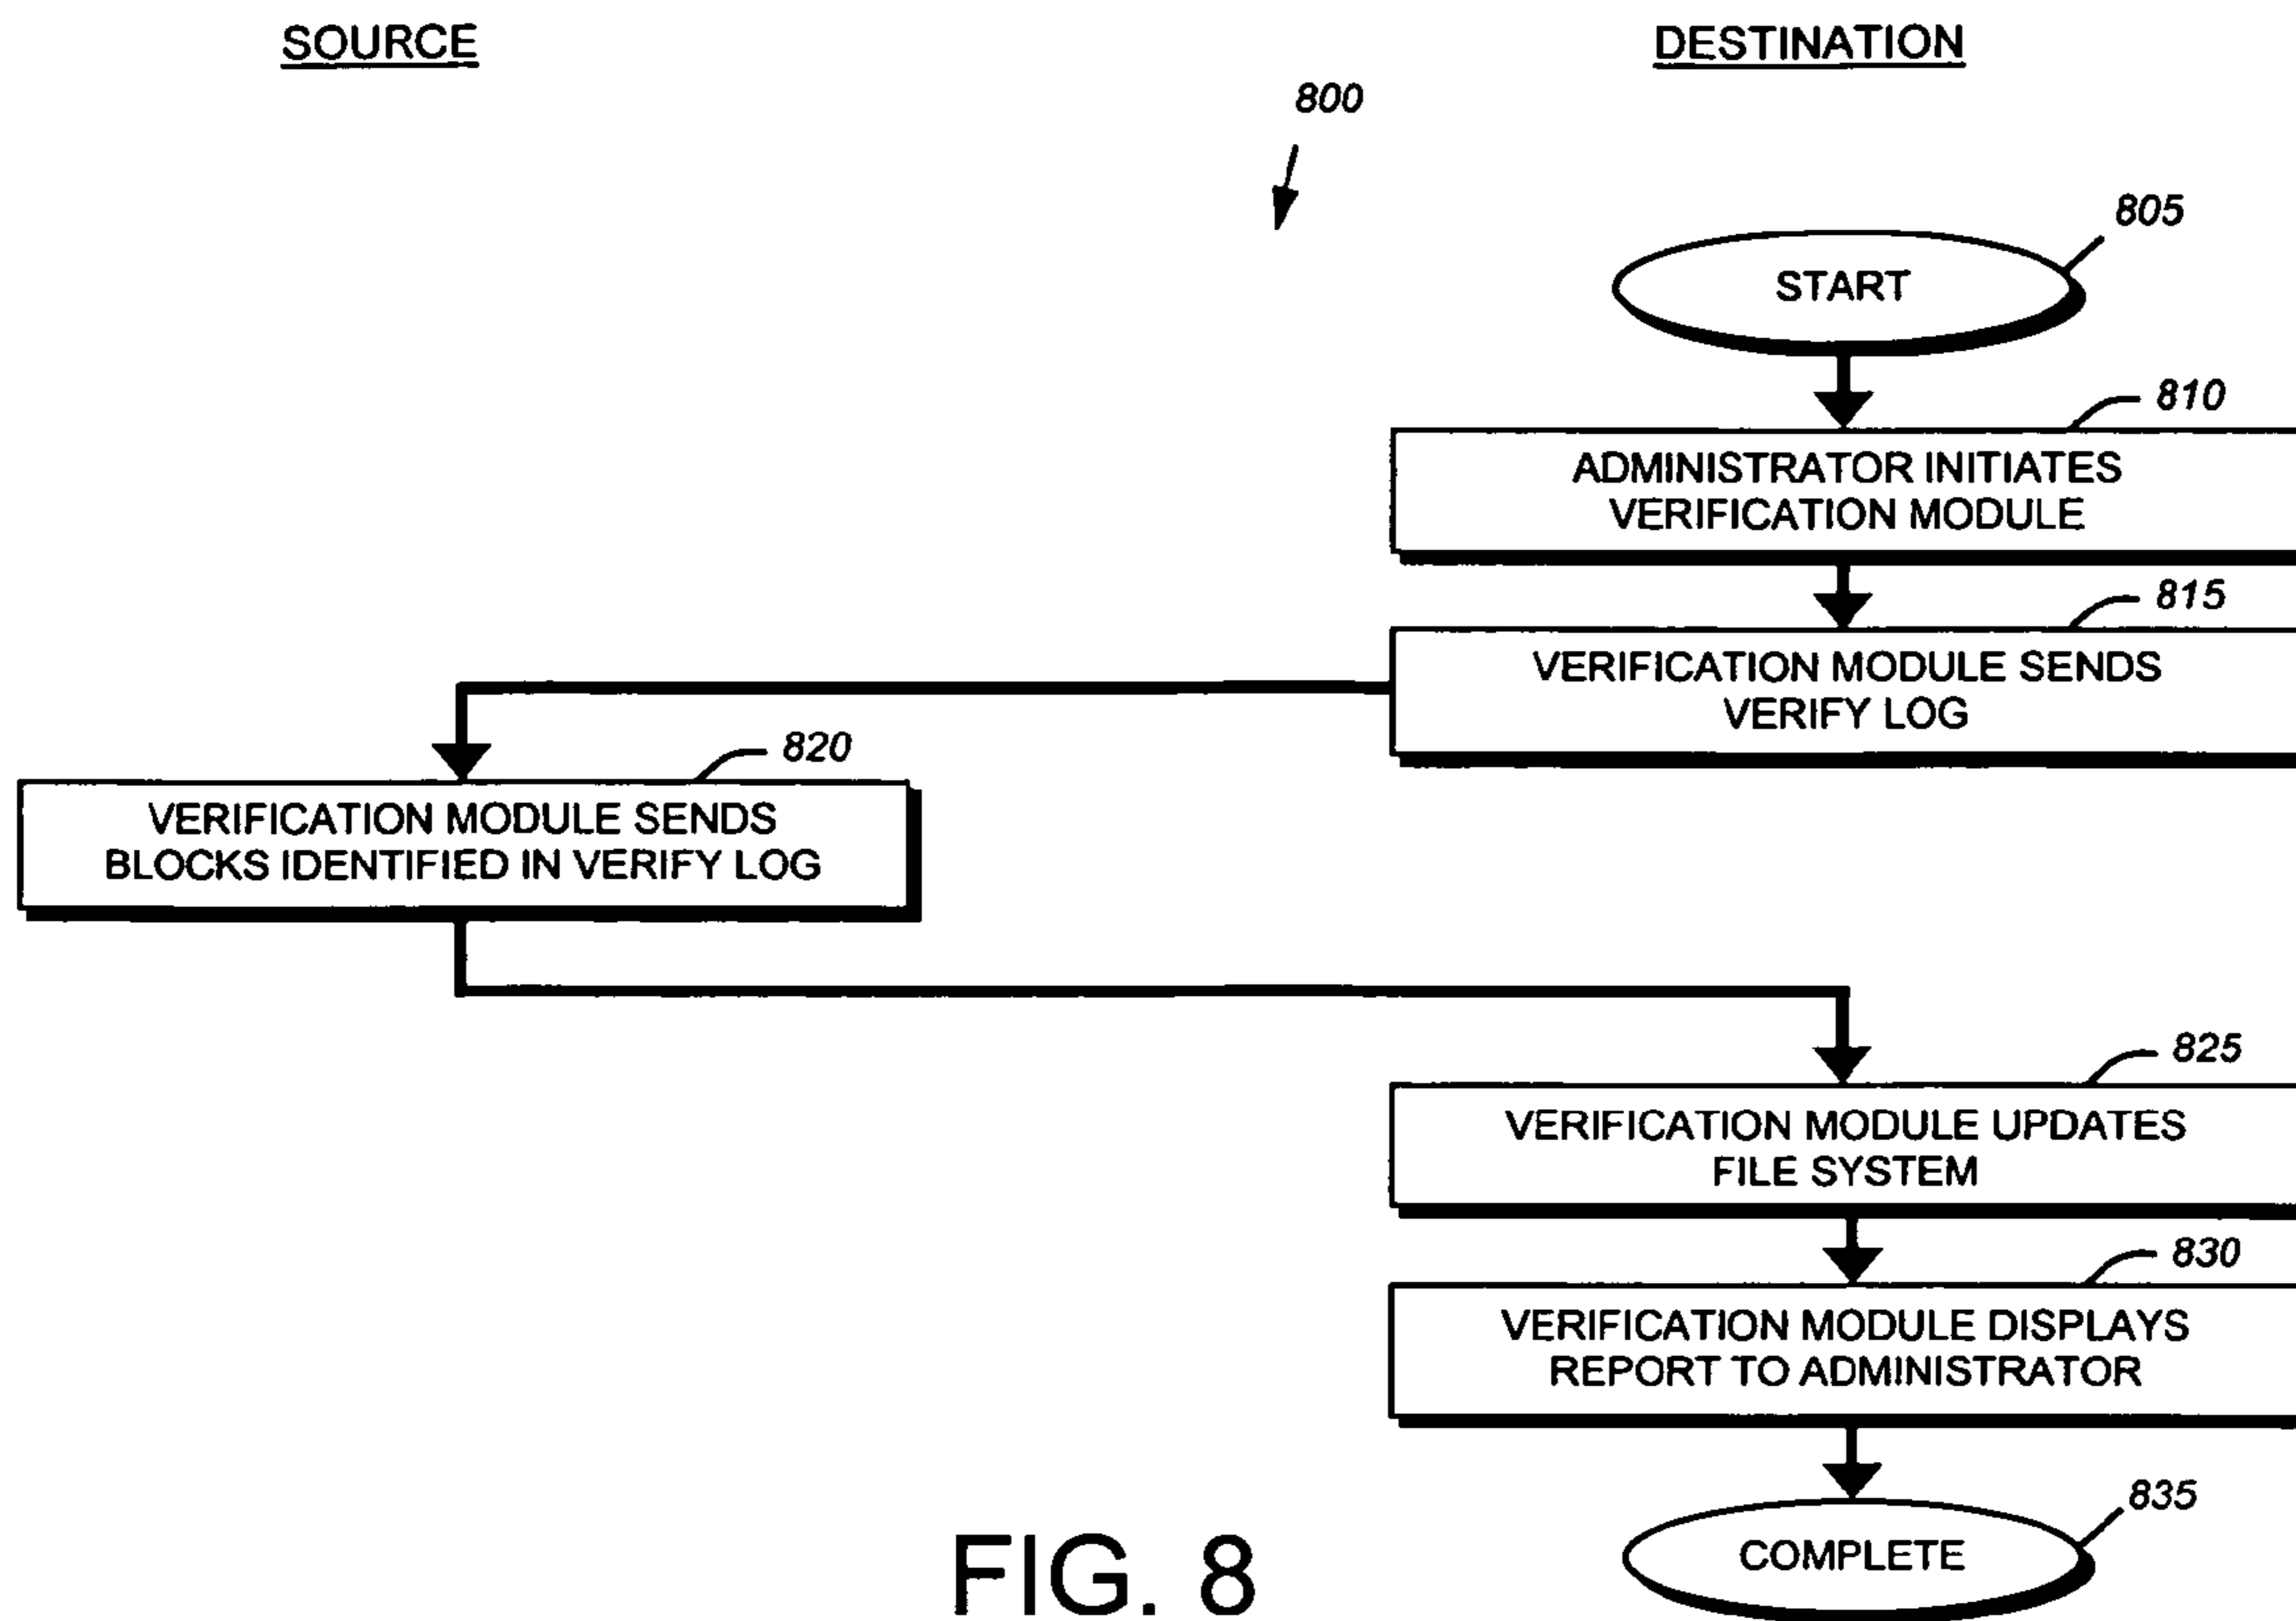 SOURCE
DESTINATION
800
805
START
810
ADMINISTRATOR INITIATES
VERIFICATION MODULE
815
VERIFICATION MODULE SENDS
VERIFY LOG
820
VERIFICATION MODULE SENDS
BLOCKS IDENTIFIED IN VERIFY LOG
825
VERIFICATION MODULE UPDATES
FILE SYSTEM
830
VERIFICATION MODULE DISPLAYS
REPORT TO ADMINISTRATOR
835
COMPLETE
FIG. 8